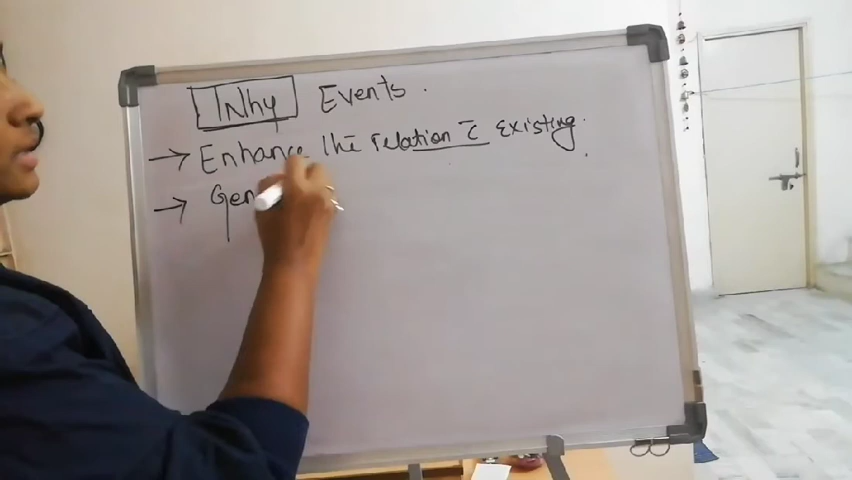 Why Events.
→ Enhance the relation c̄ existing.
→ Gen